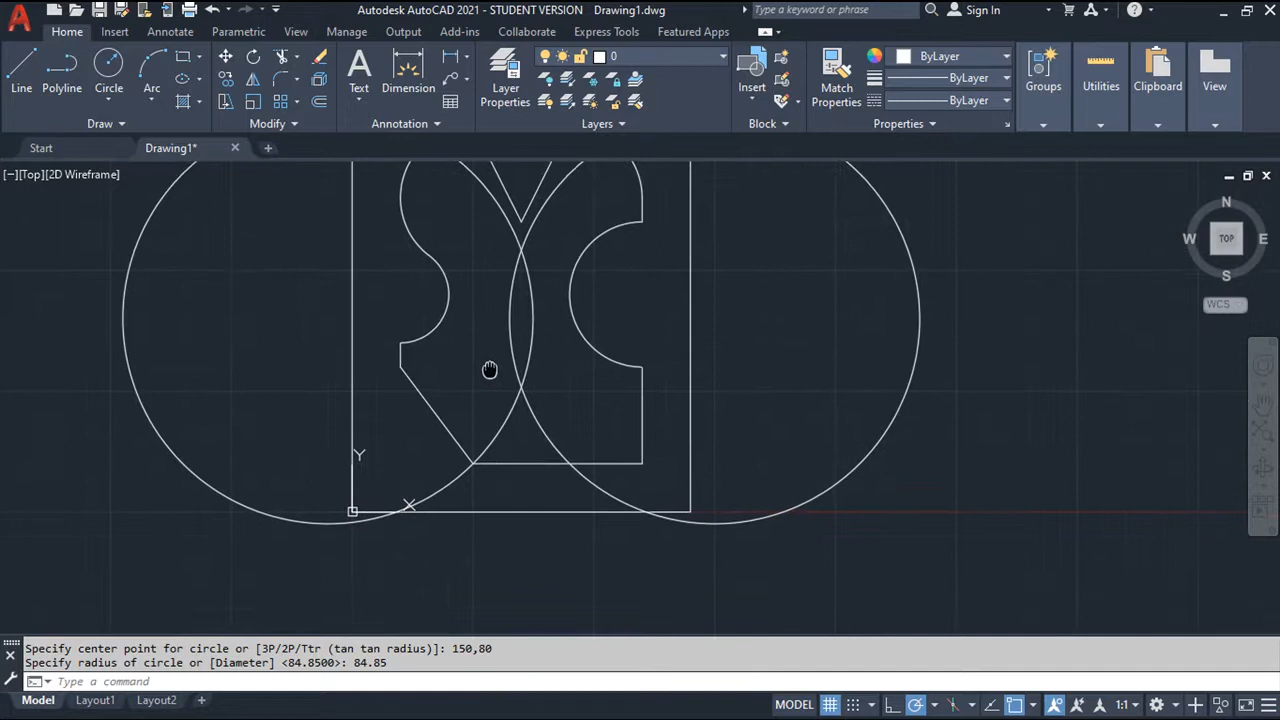 Autodesk AutoCAD 2021 - STUDENT VERSION Drawing1.dwg
Type a keyword or phrase
Sign In
Home Insert Annotate Parametric View Manage Output Add-ins Collaborate Express Tools Featured Apps
Line Polyline Circle Arc Text Dimension Layer Properties 0 Insert Match Properties ByLayer Groups Utilities Clipboard View
ByLayer
ByLayer
Draw Modify Annotation Layers Block Properties
Start Drawing1*
[−][Top][2D Wireframe]
N
W TOP E
S
WCS
Y
X
Specify center point for circle or [3P/2P/Ttr (tan tan radius)]: 150,80
Specify radius of circle or [Diameter] <84.8500>: 84.85
Type a command
Model Layout1 Layout2
MODEL 1:1